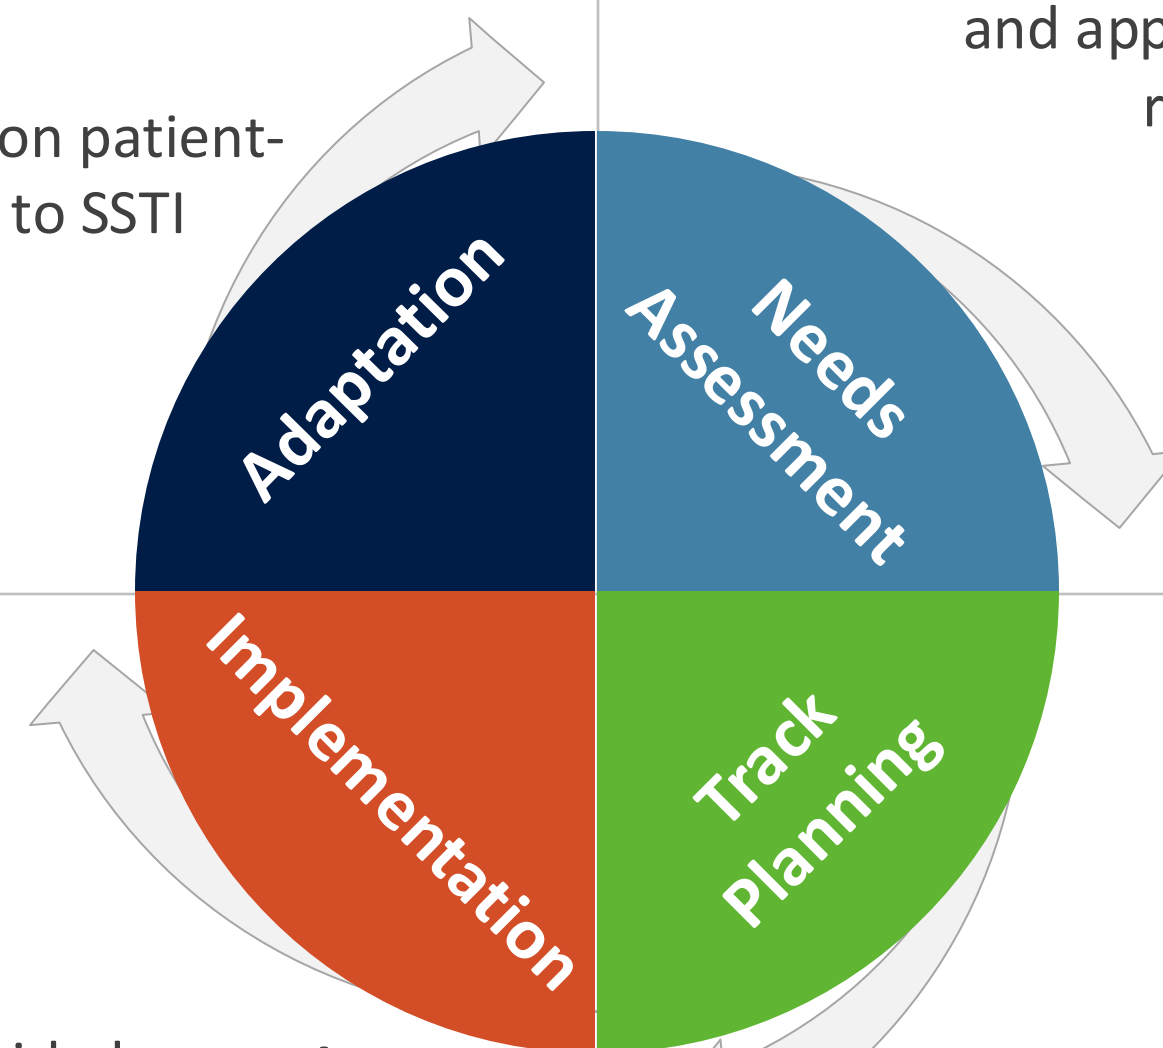 and app
on patient-
to SSTI
Adaptation
Needs
Assessment
Implementation
Track
Planning